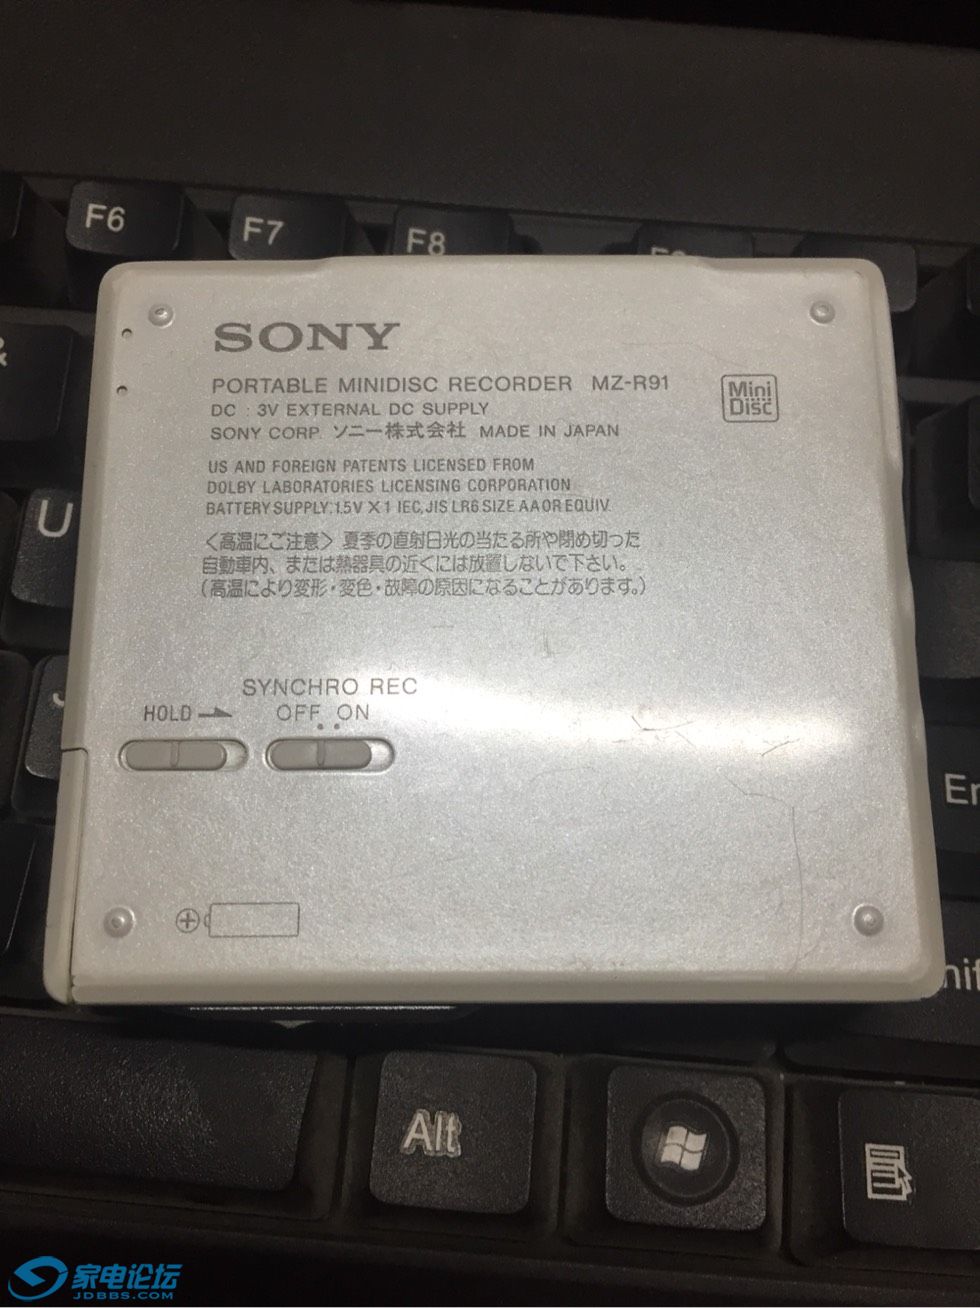 F6
F7
F8
U
SONY
PORTABLE MINIDISC RECORDER MZ-R91
Mini
Disc
DC : 3V EXTERNAL DC SUPPLY
SONY CORP. ソニー株式会社 MADE IN JAPAN
US AND FOREIGN PATENTS LICENSED FROM
DOLBY LABORATORIES LICENSING CORPORATION
BATTERY SUPPLY:1.5V X 1 IEC,JIS LR6 SIZE AA OR EQUIV.
〈高温にご注意〉夏季の直射日光の当たる所や閉め切った
自動車内、または熱器具の近くには放置しないで下さい。
(高温により変形・変色・故障の原因になることがあります。)
SYNCHRO REC
HOLD
OFF ON
Alt
家电论坛
JDBBS.COM